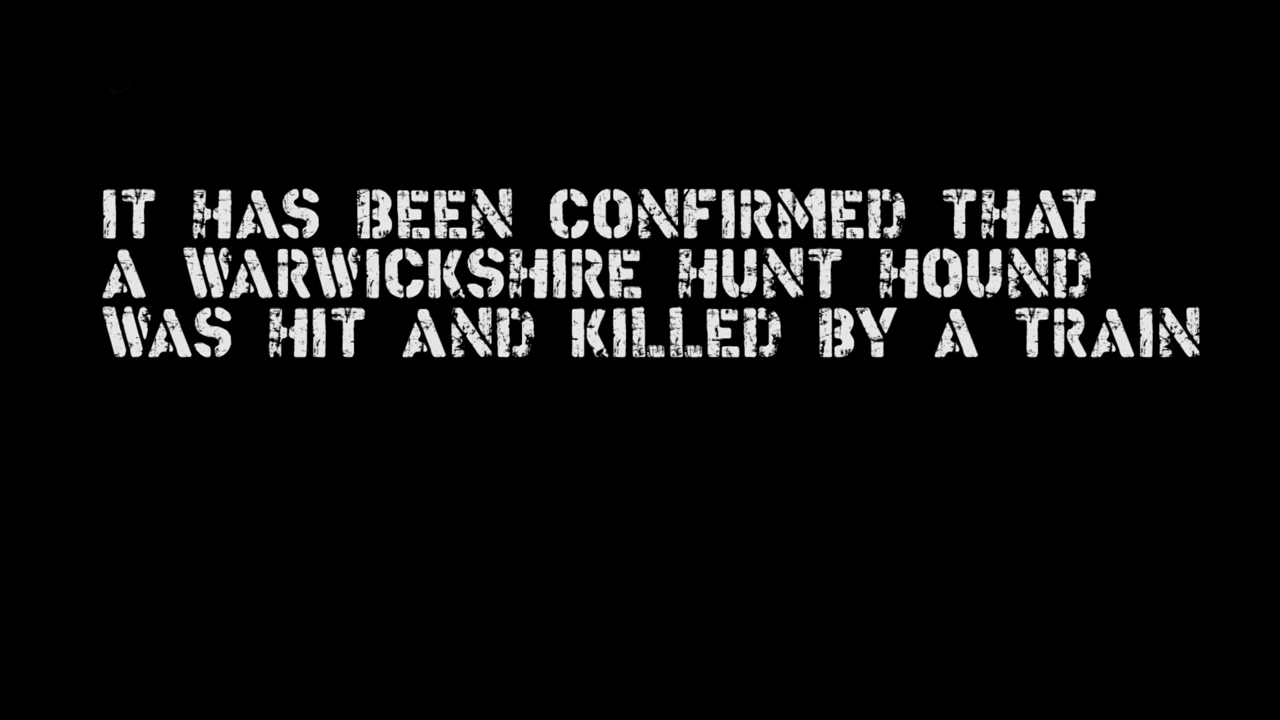 IT HAS BEEN CONFIRMED THAT
A WARWICKSHIRE HUNT HOUND
WAS HIT AND KILLED BY A TRAIN